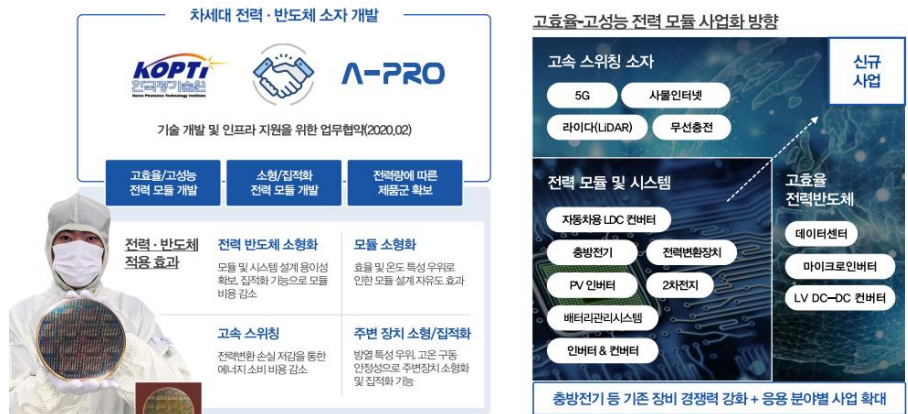 차세대 전력 · 반도체 소자 개발
KOPTI
한국광기술원
Korea Photonics Technology Institute
A-PRO
기술 개발 및 인프라 지원을 위한 업무협약(2020.02)
고효율/고성능
전력 모듈 개발
소형/집적화
전력 모듈 개발
전력량에 따른
제품군 확보
전력 · 반도체
적용 효과
전력 반도체 소형화
모듈 및 시스템 설계 용이성
확보, 집적화 기능으로 모듈
비용 감소
모듈 소형화
효율 및 온도 특성 우위로
인한 모듈 설계 자유도 효과
고속 스위칭
전력변환 손실 저감을 통한
에너지 소비 비용 감소
주변 장치 소형/집적화
방열 특성 우위, 고온 구동
안정성으로 주변장치 소형화
및 집적화 기능
고효율-고성능 전력 모듈 사업화 방향
고속 스위칭 소자
5G
사물인터넷
라이다(LiDAR)
무선충전
신규
사업
전력 모듈 및 시스템
자동차용 LDC 컨버터
충방전기
전력변환장치
PV 인버터
2차전지
배터리관리시스템
인버터 & 컨버터
고효율
전력반도체
데이터센터
마이크로인버터
LV DC-DC 컨버터
충방전기 등 기존 장비 경쟁력 강화 + 응용 분야별 사업 확대